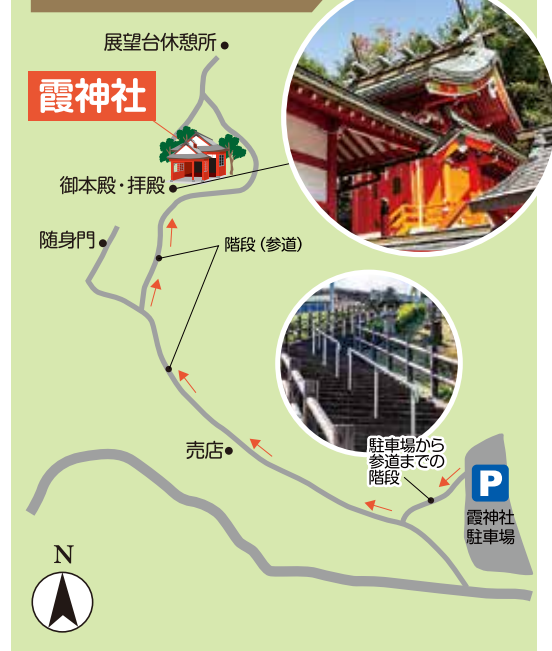 展望台休憩所
霞神社
御本殿・拝殿
随身門
階段（参道）
売店
駐車場から
参道までの
階段
P
霞神社
駐車場
N